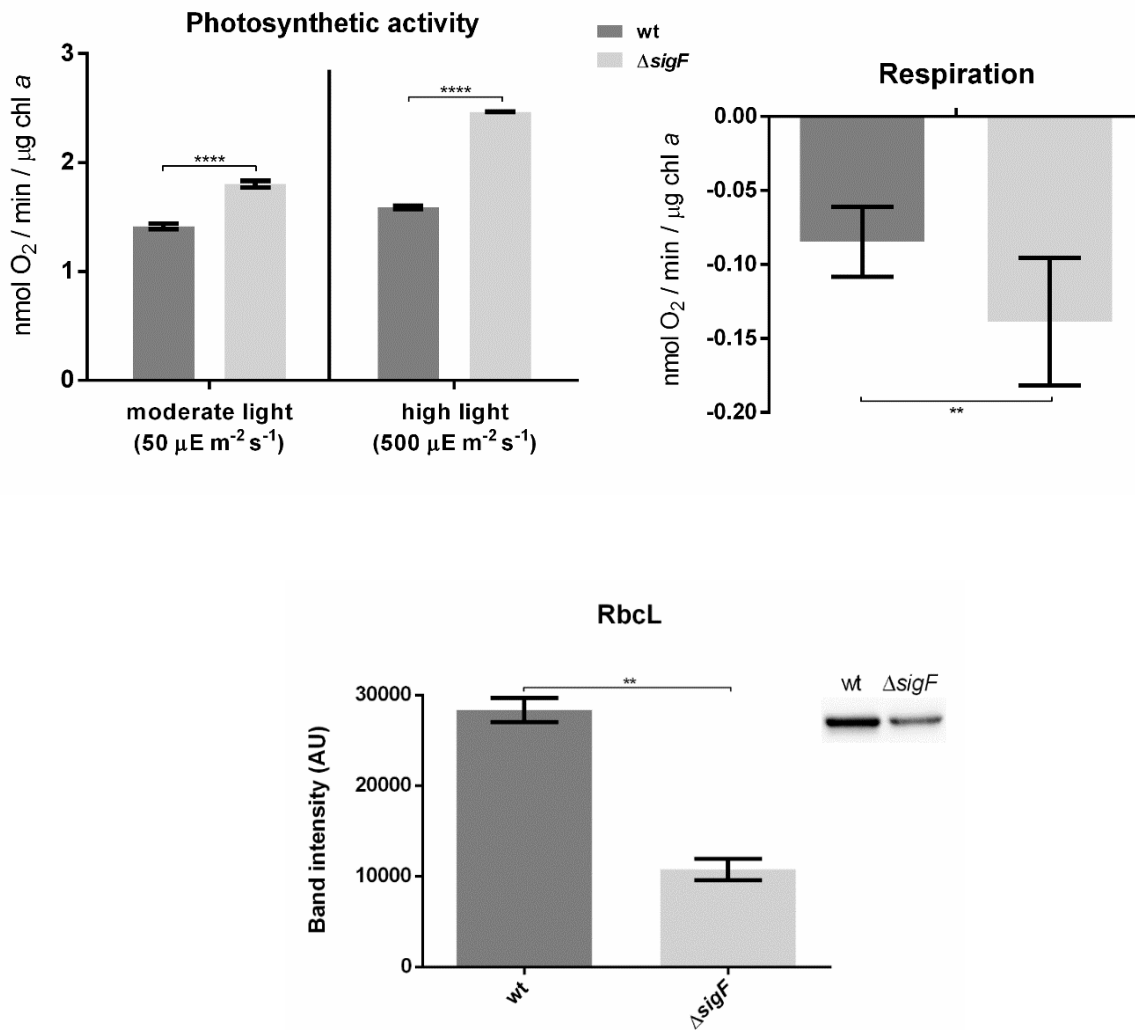 Photosynthetic activity
wt
ΔsigF
nmol O₂ / min / μg chl a
3
2
1
0
****
****
moderate light
(50 μE m⁻² s⁻¹)
high light
(500 μE m⁻² s⁻¹)
Respiration
nmol O₂ / min / μg chl a
0.00
-0.05
-0.10
-0.15
-0.20
**
RbcL
Band intensity (AU)
30000
20000
10000
0
**
wt
ΔsigF
wt ΔsigF